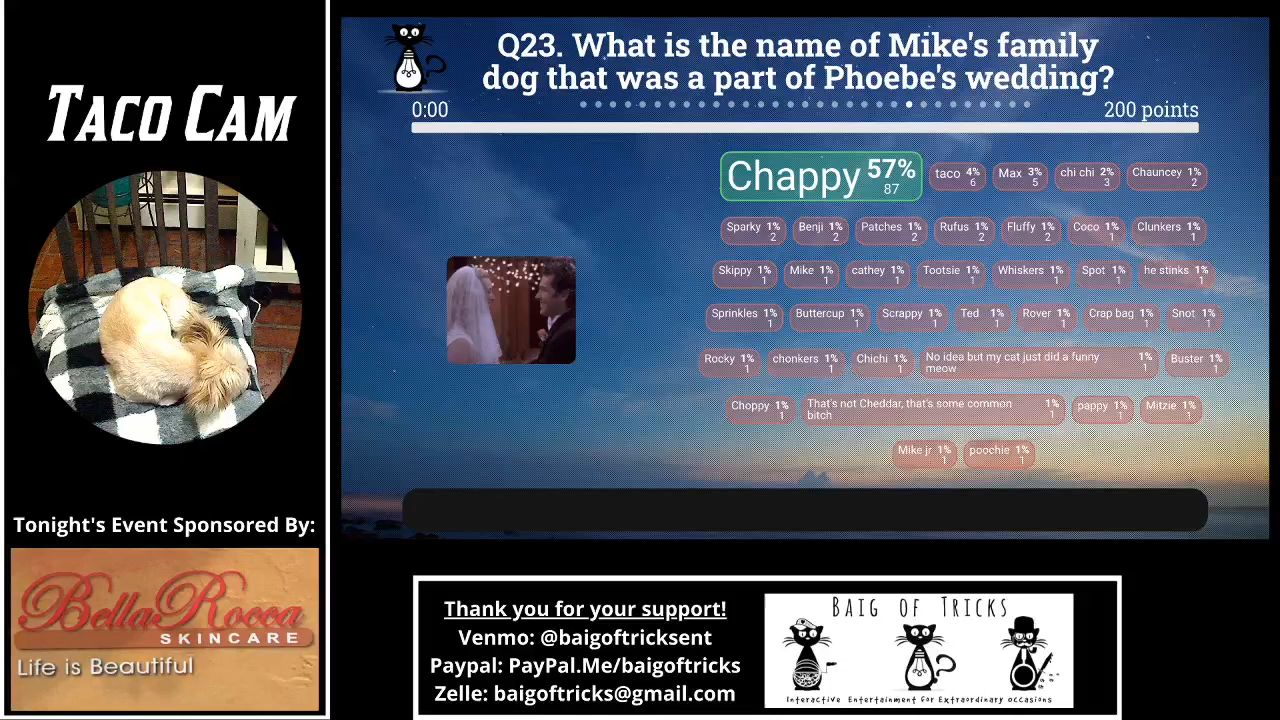 TACO CAM
Tonight's Event Sponsored By:
BellaRocca
SKINCARE
Life is Beautiful
Q23. What is the name of Mike's family
dog that was a part of Phoebe's wedding?
0:00
200 points
Chappy 57% 87
taco 4% 6
Max 3% 5
chi chi 2% 3
Chauncey 1% 2
Sparky 1% 2
Benji 1% 2
Patches 1% 2
Rufus 1% 2
Fluffy 1% 2
Coco 1% 1
Clunkers 1% 1
Skippy 1% 1
Mike 1% 1
cathey 1% 1
Tootsie 1% 1
Whiskers 1% 1
Spot 1% 1
he stinks 1% 1
Sprinkles 1% 1
Buttercup 1% 1
Scrappy 1% 1
Ted 1% 1
Rover 1% 1
Crap bag 1% 1
Snot 1% 1
Rocky 1% 1
chonkers 1% 1
Chichi 1% 1
No idea but my cat just did a funny
meow 1% 1
Buster 1% 1
Choppy 1% 1
That's not Cheddar, that's some common
bitch 1% 1
pappy 1% 1
Mitzie 1% 1
Mike jr 1% 1
poochie 1% 1
Thank you for your support!
Venmo: @baigoftricksent
Paypal: PayPal.Me/baigoftricks
Zelle: baigoftricks@gmail.com
BAIG OF TRICKS
Interactive Entertainment for Extraordinary occasions